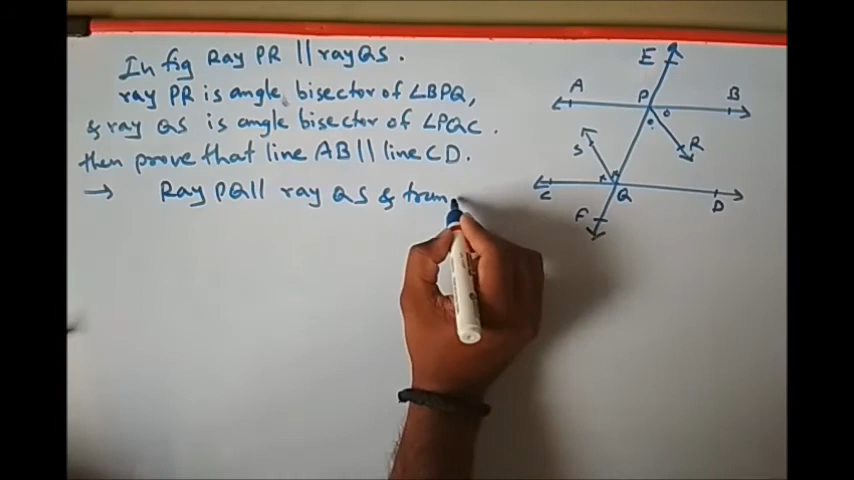 In fig Ray PR || ray QS.
ray PR is angle bisector of ∠BPQ,
& ray QS is angle bisector of ∠PQC.
then prove that line AB || line CD.
→ Ray PQ || ray QS & tran
E
A
P
B
S
R
C
Q
D
F